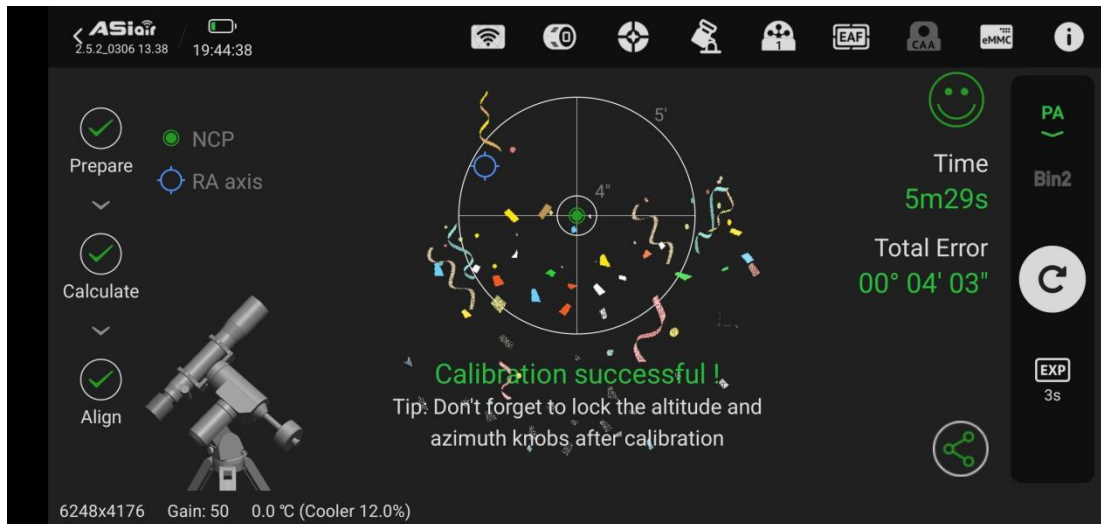 ASiair
2.5.2_0306 13.38
19:44:38
0
1
EAF
CAA
eMMC
i
Prepare
Calculate
Align
NCP
RA axis
5'
4"
Time
5m29s
Total Error
00° 04' 03"
PA
Bin2
EXP
3s
Calibration successful !
Tip: Don't forget to lock the altitude and
azimuth knobs after calibration
6248x4176 Gain: 50 0.0 ℃ (Cooler 12.0%)